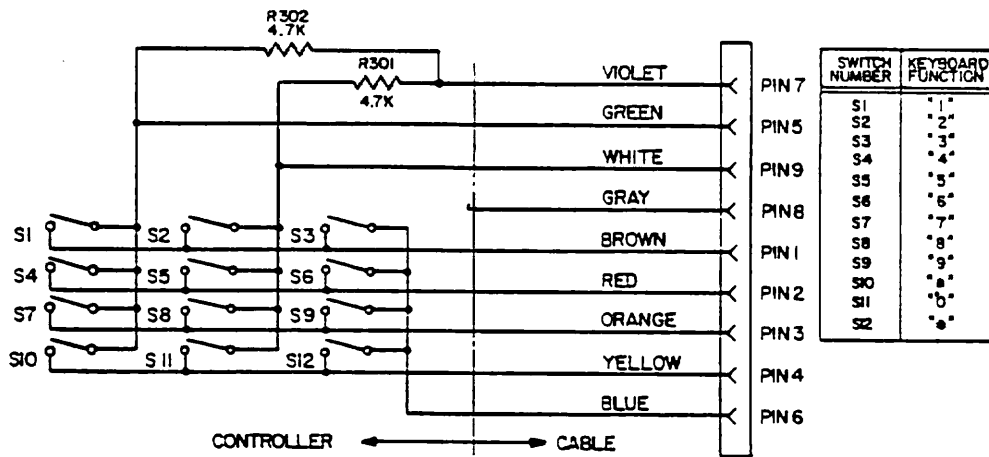 R302
4.7K
R301
4.7K
VIOLET
PIN 7
GREEN
PIN 5
WHITE
PIN 9
GRAY
PIN 8
S1
S2
S3
BROWN
PIN 1
S4
S5
S6
RED
PIN 2
S7
S8
S9
ORANGE
PIN 3
S10
S11
S12
YELLOW
PIN 4
BLUE
PIN 6
CONTROLLER
CABLE
SWITCH NUMBER KEYBOARD FUNCTION
S1 "1"
S2 "2"
S3 "3"
S4 "4"
S5 "5"
S6 "6"
S7 "7"
S8 "8"
S9 "9"
S10
S11 "0"
S12